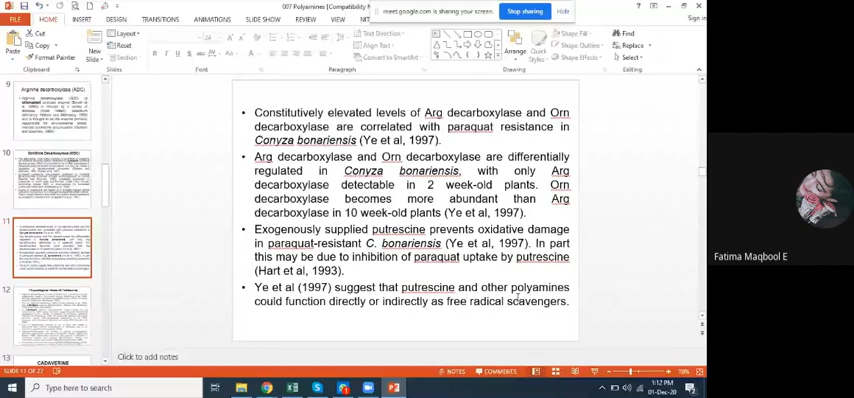 007 Polyamines [Compatibility M
meet.google.com is sharing your screen.
Stop sharing
Hide
Sign in
FILE
HOME
INSERT
DESIGN
TRANSITIONS
ANIMATIONS
SLIDE SHOW
REVIEW
VIEW
Cut
Copy
Format Painter
Paste
Clipboard
New
Slide
Layout
Reset
Section
Slides
Font
Text Direction
Align Text
Convert to SmartArt
Paragraph
Arrange
Quick
Styles
Shape Fill
Shape Outline
Shape Effects
Drawing
Find
Replace
Select
Editing
9
Arginine decarboxylase (ADC)
10
Ornithine Decarboxylase (ODC)
11
12
13
CADAVERINE
• Constitutively elevated levels of Arg decarboxylase and Orn
decarboxylase are correlated with paraquat resistance in
Conyza bonariensis (Ye et al, 1997).
• Arg decarboxylase and Orn decarboxylase are differentially
regulated in Conyza bonariensis, with only Arg
decarboxylase detectable in 2 week-old plants. Orn
decarboxylase becomes more abundant than Arg
decarboxylase in 10 week-old plants (Ye et al, 1997).
• Exogenously supplied putrescine prevents oxidative damage
in paraquat-resistant C. bonariensis (Ye et al, 1997). In part
this may be due to inhibition of paraquat uptake by putrescine
(Hart et al, 1993).
• Ye et al (1997) suggest that putrescine and other polyamines
could function directly or indirectly as free radical scavengers.
Click to add notes
SLIDE 11 OF 27
NOTES
COMMENTS
70%
Type here to search
1:12 PM
01-Dec-20
Fatima Maqbool E